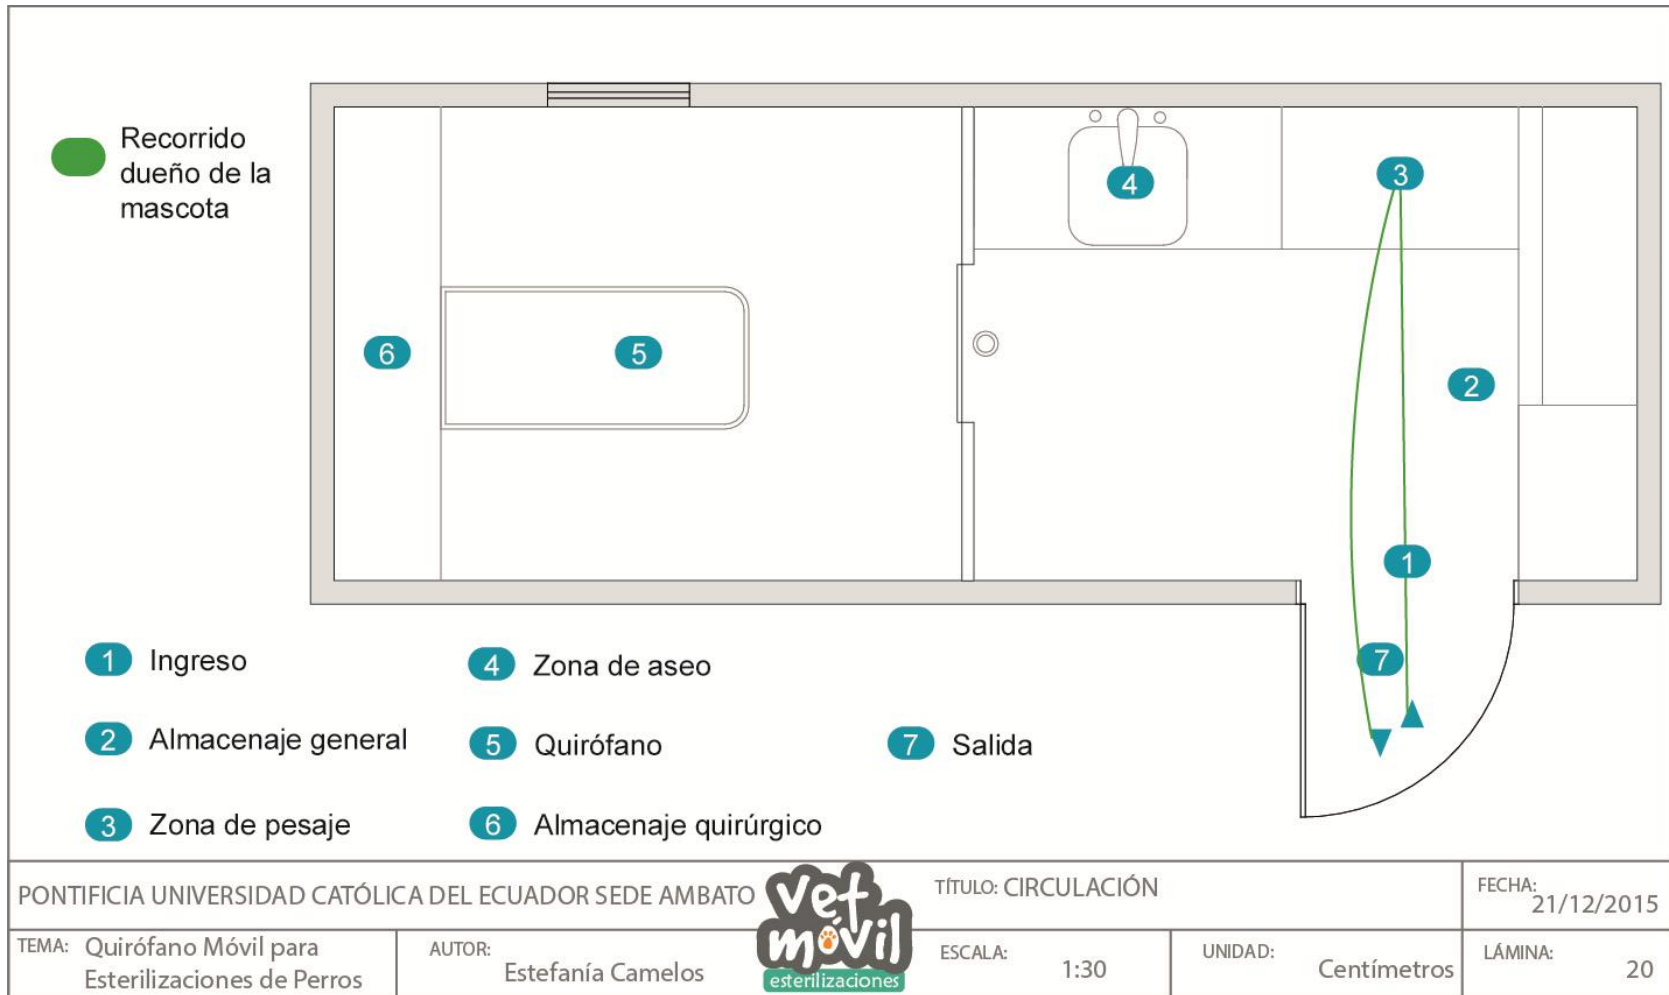 Recorrido
dueño de la
mascota
4
3
6
5
2
1
7
1 Ingreso
2 Almacenaje general
3 Zona de pesaje
4 Zona de aseo
5 Quirófano
6 Almacenaje quirúrgico
7 Salida
PONTIFICIA UNIVERSIDAD CATÓLICA DEL ECUADOR SEDE AMBATO
vet
móvil
esterilizaciones
TÍTULO: CIRCULACIÓN
FECHA:
21/12/2015
TEMA: Quirófano Móvil para
Esterilizaciones de Perros
AUTOR:
Estefanía Camelos
ESCALA:
1:30
UNIDAD:
Centímetros
LÁMINA:
20